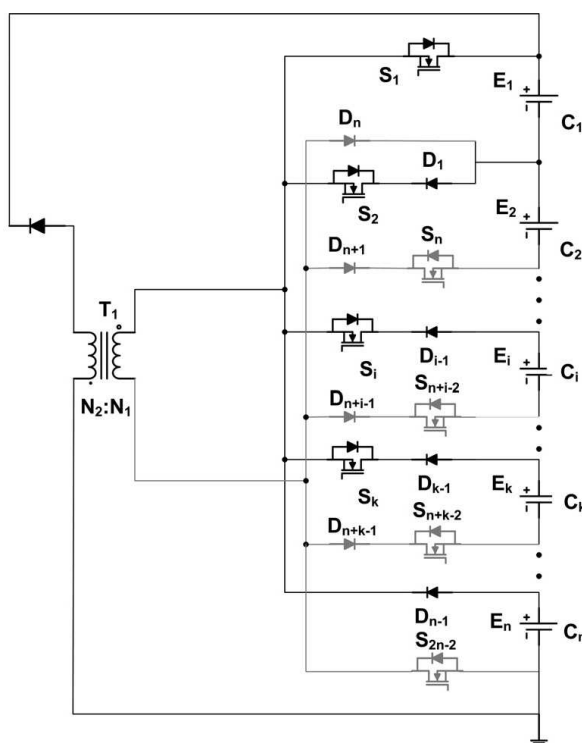 S1
E1
C1
Dn
D1
S2
E2
C2
Dn+1
Sn
T1
N2:N1
Si
Di-1
Ei
Ci
Dn+i-1
Sn+i-2
Sk
Dk-1
Ek
Ck
Dn+k-1
Sn+k-2
Dn-1
En
Cn
S2n-2